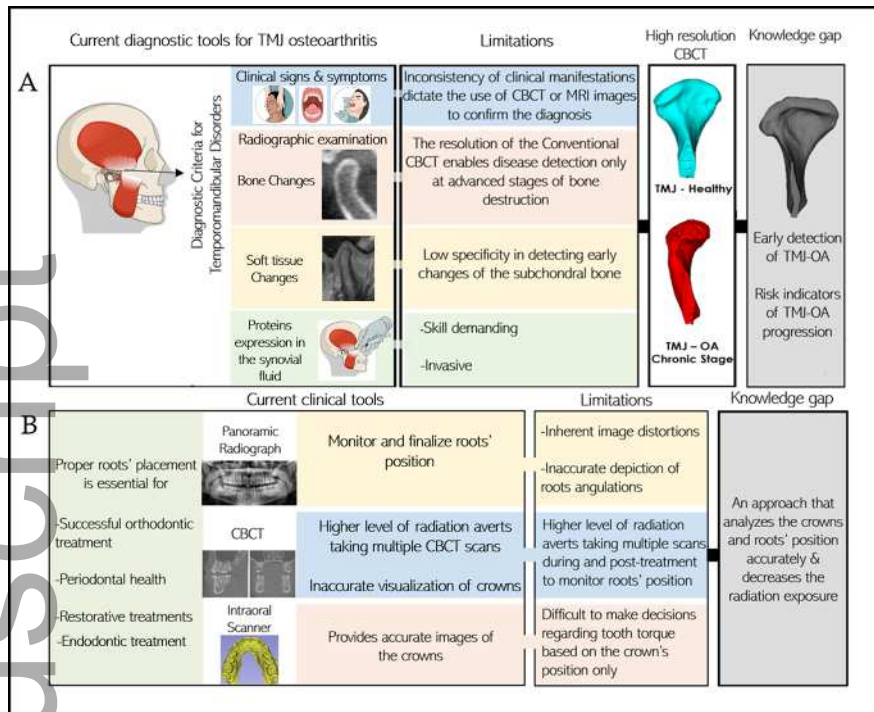 Current diagnostic tools for TMJ osteoarthritis
Limitations
High resolution
CBCT
Knowledge gap
A
Diagnostic Criteria for
Temporomandibular Disorders
Clinical signs & symptoms
Inconsistency of clinical manifestations
dictate the use of CBCT or MRI images
to confirm the diagnosis
Radiographic examination
Bone Changes
The resolution of the Conventional
CBCT enables disease detection only
at advanced stages of bone
destruction
Soft tissue
Changes
Low specificity in detecting early
changes of the subchondral bone
Proteins
expression in
the synovial
fluid
-Skill demanding
-Invasive
TMJ - Healthy
TMJ – OA
Chronic Stage
Early detection
of TMJ-OA
Risk indicators
of TMJ-OA
progression
B
Current clinical tools
Limitations
Knowledge gap
Proper roots' placement
is essential for
-Successful orthodontic
treatment
-Periodontal health
-Restorative treatments
-Endodontic treatment
Panoramic
Radiograph
Monitor and finalize roots'
position
-Inherent image distortions
-Inaccurate depiction of
roots angulations
CBCT
Higher level of radiation averts
taking multiple CBCT scans
Inaccurate visualization of crowns
Higher level of radiation
averts taking multiple scans
during and post-treatment
to monitor roots' position
Intraoral
Scanner
Provides accurate images of
the crowns
Difficult to make decisions
regarding tooth torque
based on the crown's
position only
An approach that
analyzes the crowns
and roots' position
accurately &
decreases the
radiation exposure
uscript